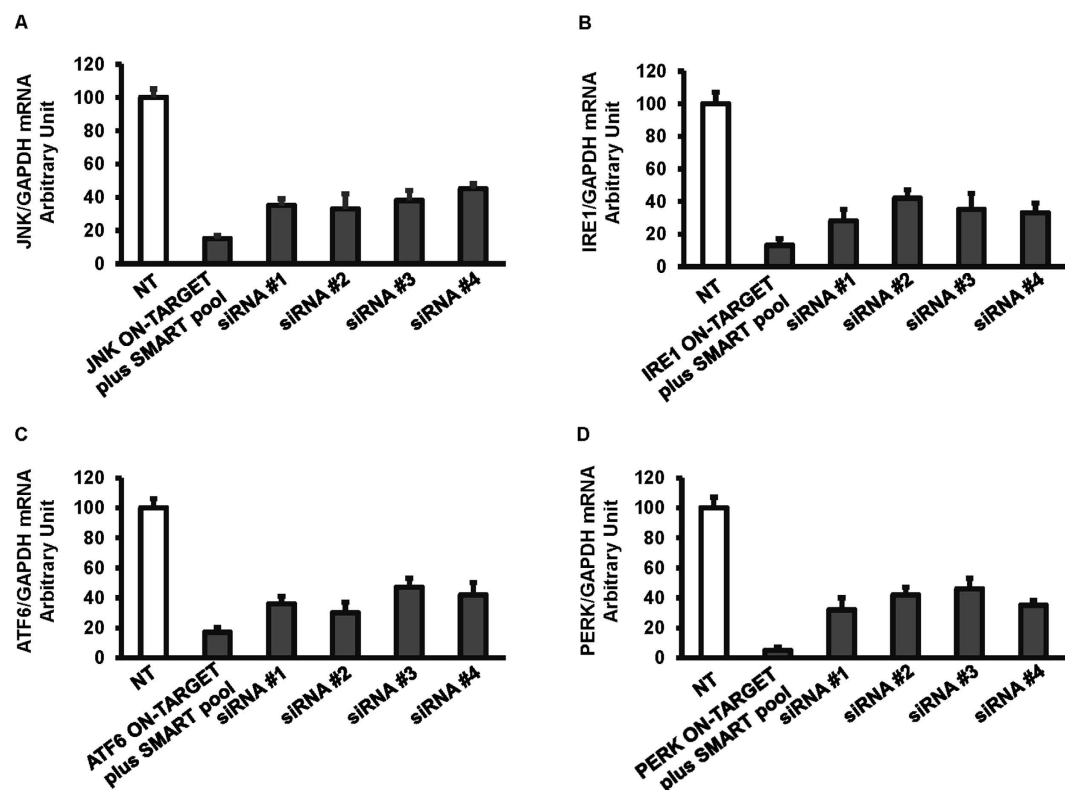 A
JNK/GAPDH mRNA
Arbitrary Unit
120
100
80
60
40
20
0
NT
JNK ON-TARGET
plus SMART pool
siRNA #1
siRNA #2
siRNA #3
siRNA #4
B
IRE1/GAPDH mRNA
Arbitrary Unit
120
100
80
60
40
20
0
NT
IRE1 ON-TARGET
plus SMART pool
siRNA #1
siRNA #2
siRNA #3
siRNA #4
C
ATF6/GAPDH mRNA
Arbitrary Unit
120
100
80
60
40
20
0
NT
ATF6 ON-TARGET
plus SMART pool
siRNA #1
siRNA #2
siRNA #3
siRNA #4
D
PERK/GAPDH mRNA
Arbitrary Unit
120
100
80
60
40
20
0
NT
PERK ON-TARGET
plus SMART pool
siRNA #1
siRNA #2
siRNA #3
siRNA #4